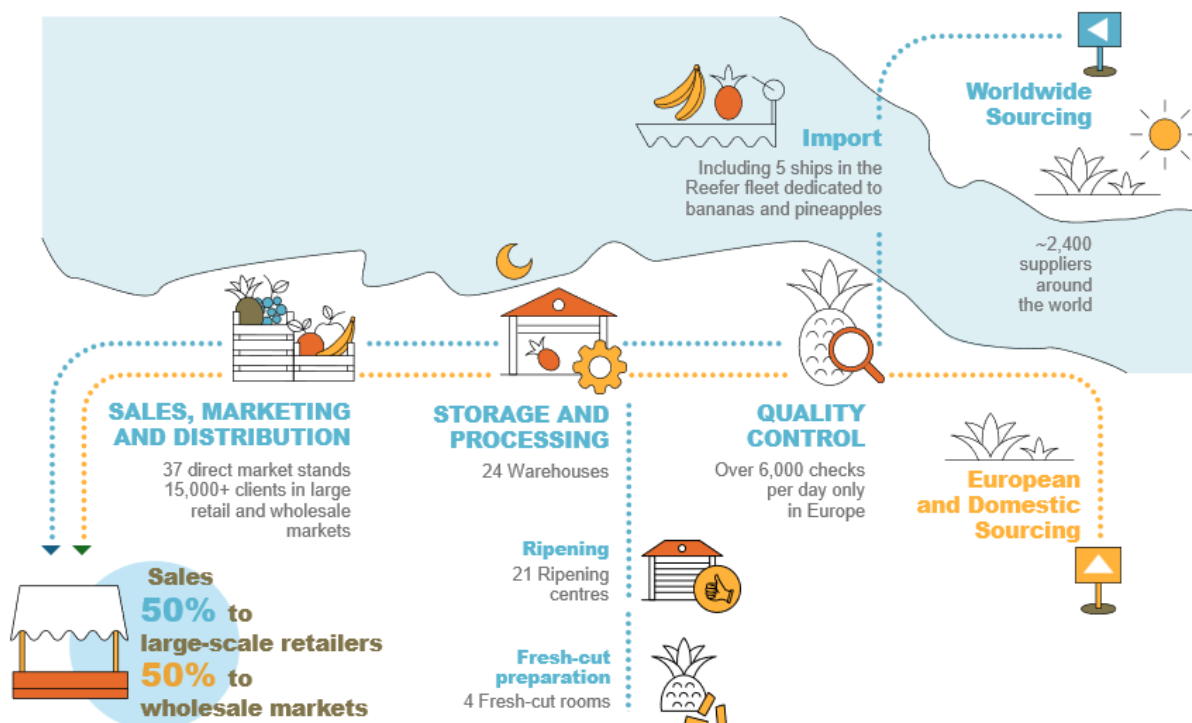 Worldwide
Sourcing
~2,400
suppliers
around
the world
Import
Including 5 ships in the
Reefer fleet dedicated to
bananas and pineapples
European
and Domestic
Sourcing
QUALITY
CONTROL
Over 6,000 checks
per day only
in Europe
STORAGE AND
PROCESSING
24 Warehouses
Ripening
21 Ripening
centres
Fresh-cut
preparation
4 Fresh-cut rooms
SALES, MARKETING
AND DISTRIBUTION
37 direct market stands
15,000+ clients in large
retail and wholesale
markets
Sales
50% to
large-scale retailers
50% to
wholesale markets